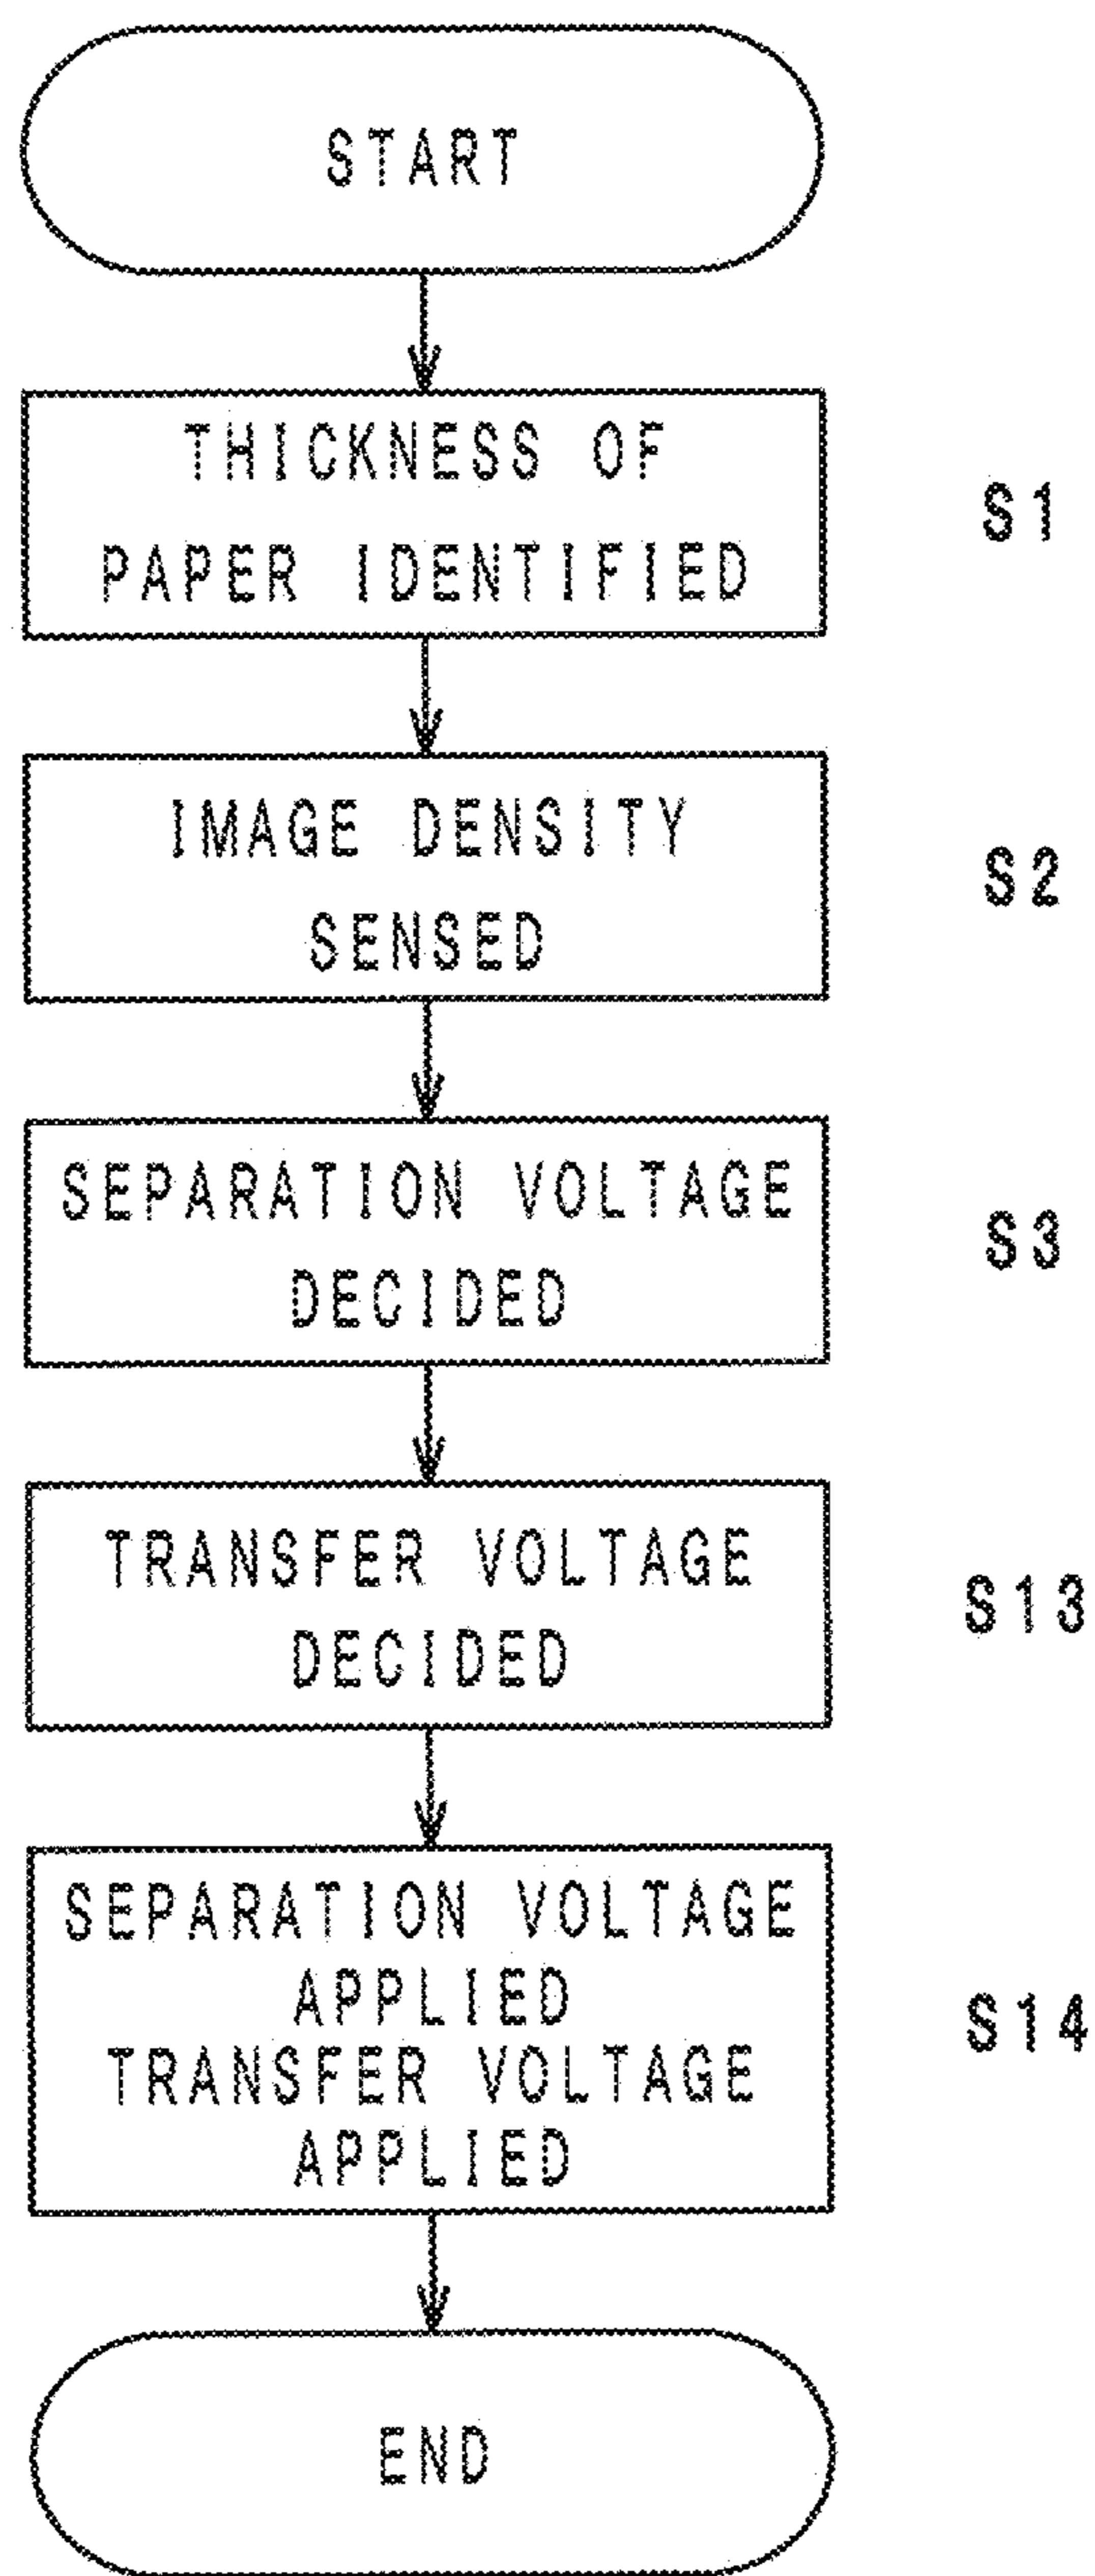 START
THICKNESS OF
PAPER IDENTIFIED
S1
IMAGE DENSITY
SENSED
S2
SEPARATION VOLTAGE
DECIDED
S3
TRANSFER VOLTAGE
DECIDED
S13
SEPARATION VOLTAGE
APPLIED
TRANSFER VOLTAGE
APPLIED
S14
END